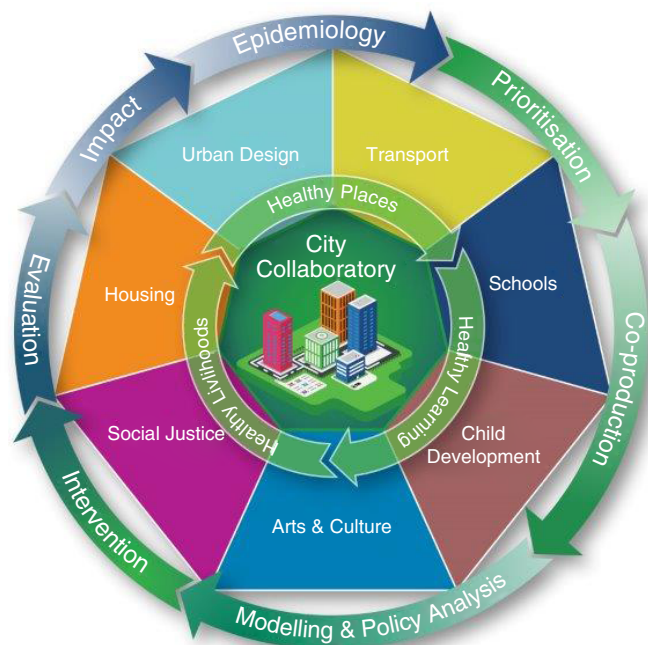 Epidemiology
Prioritisation
Co-production
Modelling & Policy Analysis
Intervention
Evaluation
Impact
Urban Design
Transport
Schools
Child
Development
Arts & Culture
Social Justice
Housing
Healthy Places
Healthy Learning
Healthy Livlihoods
City
Collaboratory